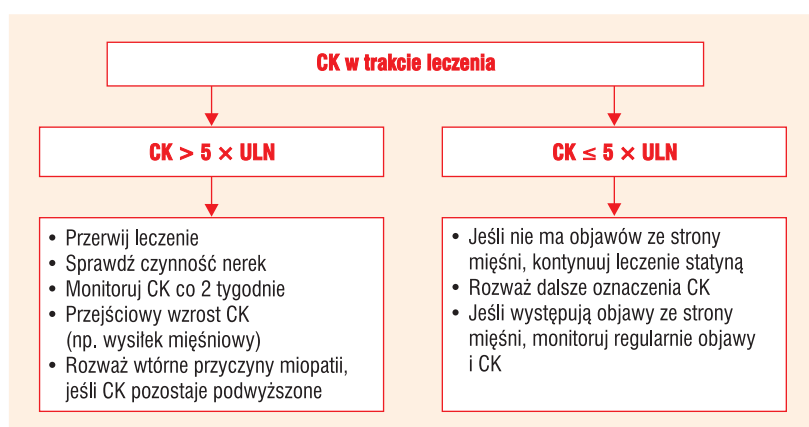 CK w trakcie leczenia
CK > 5 × ULN
• Przerwij leczenie
• Sprawdź czynność nerek
• Monitoruj CK co 2 tygodnie
• Przejściowy wzrost CK
(np. wysiłek mięśniowy)
• Rozważ wtórne przyczyny miopatii,
jeśli CK pozostaje podwyższone
CK ≤ 5 × ULN
• Jeśli nie ma objawów ze strony
mięśni, kontynuuj leczenie statyną
• Rozważ dalsze oznaczenia CK
• Jeśli występują objawy ze strony
mięśni, monitoruj regularnie objawy
i CK